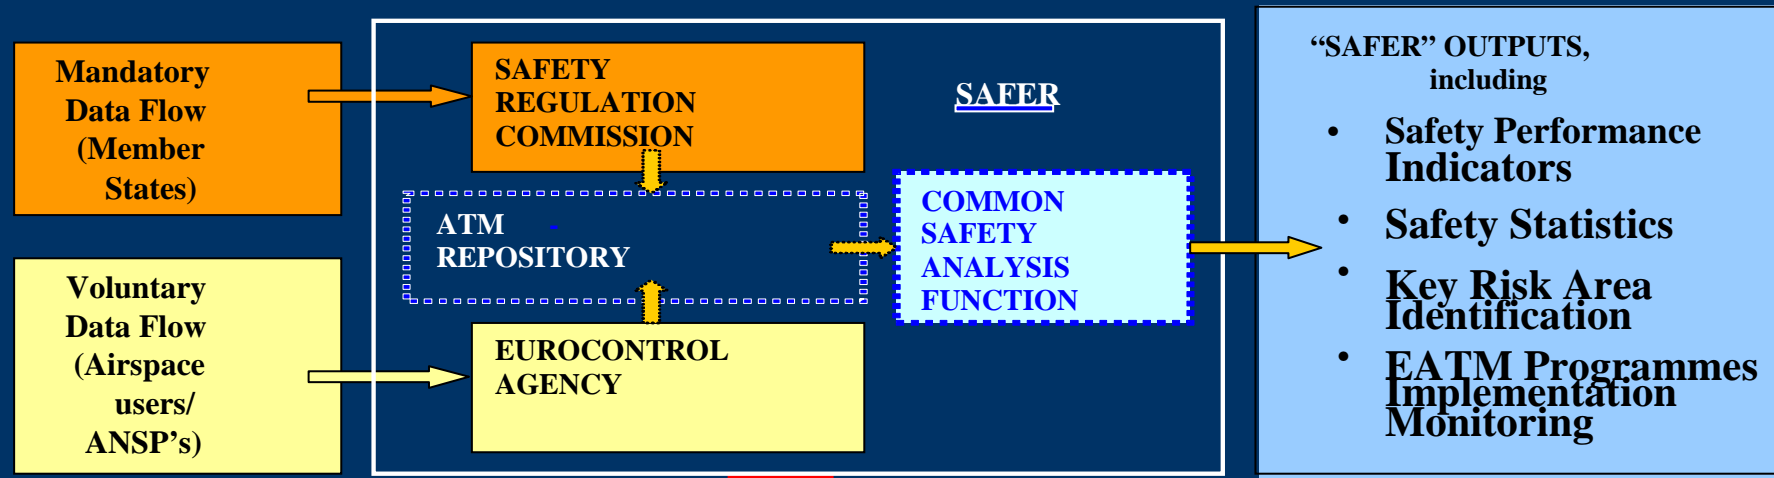 Mandatory
Data Flow
(Member
States)
Voluntary
Data Flow
(Airspace
users/
ANSP’s)
SAFETY
REGULATION
COMMISSION
ATM -
REPOSITORY
EUROCONTROL
AGENCY
SAFER
COMMON
SAFETY
ANALYSIS
FUNCTION
“SAFER” OUTPUTS,
including
• Safety Performance
Indicators
• Safety Statistics
• Key Risk Area
Identification
• EATM Programmes
Implementation
Monitoring